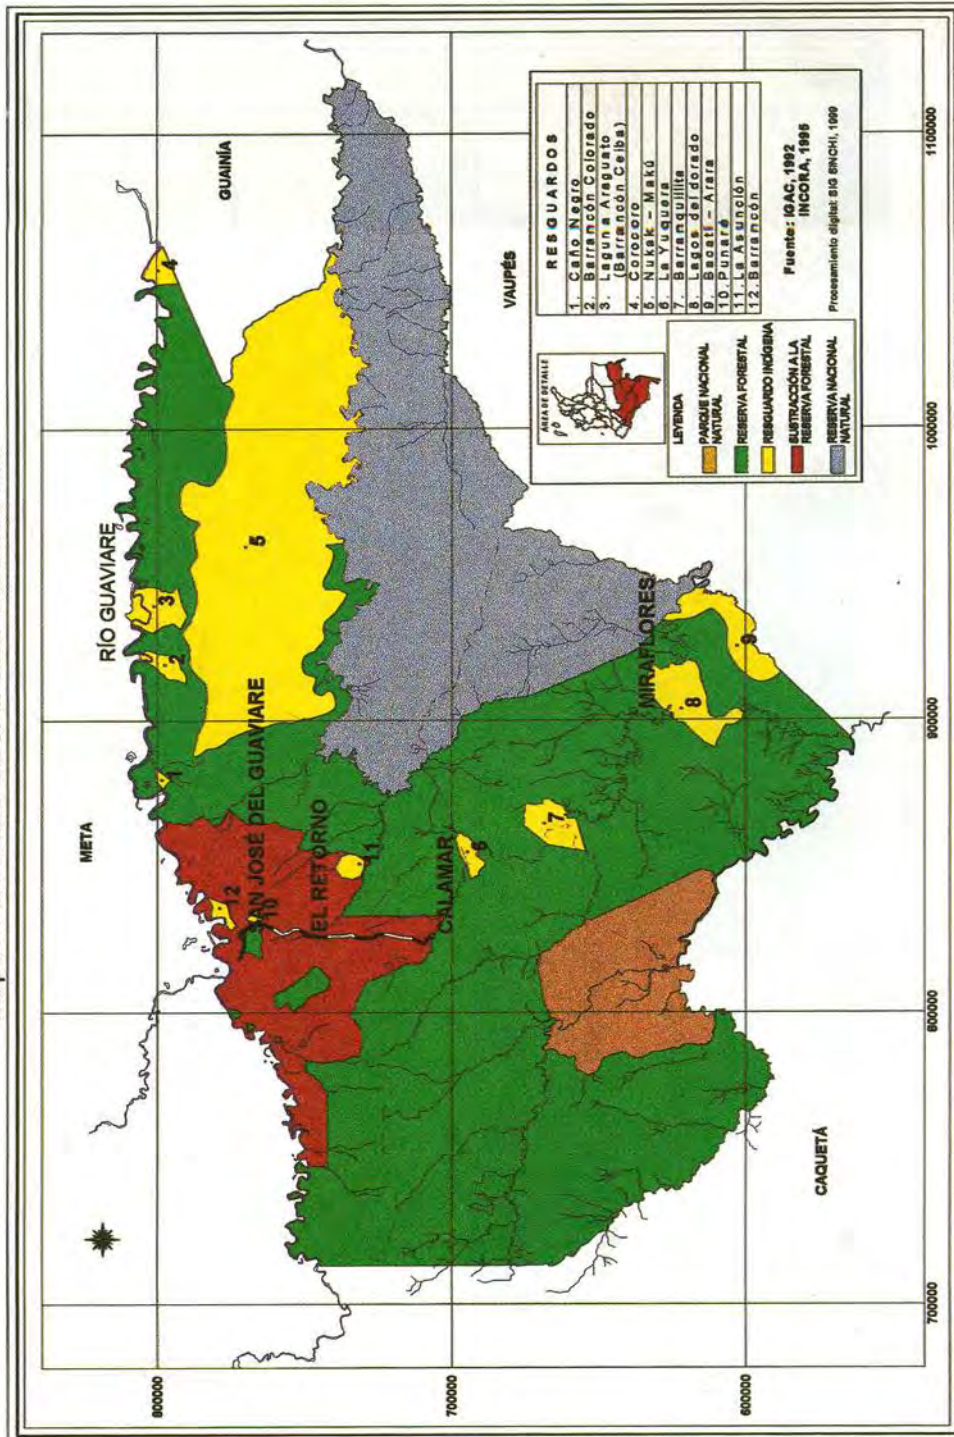 META
GUAINÍA
VAUPÉS
CAQUETÁ
RÍO GUAVIARE
SAN JOSÉ DEL GUAVIARE
EL RETORNO
CALAMAR
MIRAFLORES
1
2
3
4
5
6
7
8
9
10
11
12
800000
700000
600000
700000
800000
900000
1000000
1100000
ÁREA DE DETALLE
LEYENDA
PARQUE NACIONAL
NATURAL
RESERVA FORESTAL
RESGUARDO INDÍGENA
SUBSTRACCIÓN A LA
RESERVA FORESTAL
RESERVA NACIONAL
NATURAL
RESGUARDOS
1. Caño Negro
2. Barrancón Colorado
3. Laguna Araguato
(Barrancón Ceiba)
4. Corocoro
5. Nukak – Makú
6. La Yuquera
7. Barranquillita
8. Lagos del dorado
9. Bacatí – Arara
10. Punaré
11. La Asunción
12. Barrancón
Fuente: IGAC, 1992
INCORA, 1995
Procesamiento digital: SIG SINCHI, 1999